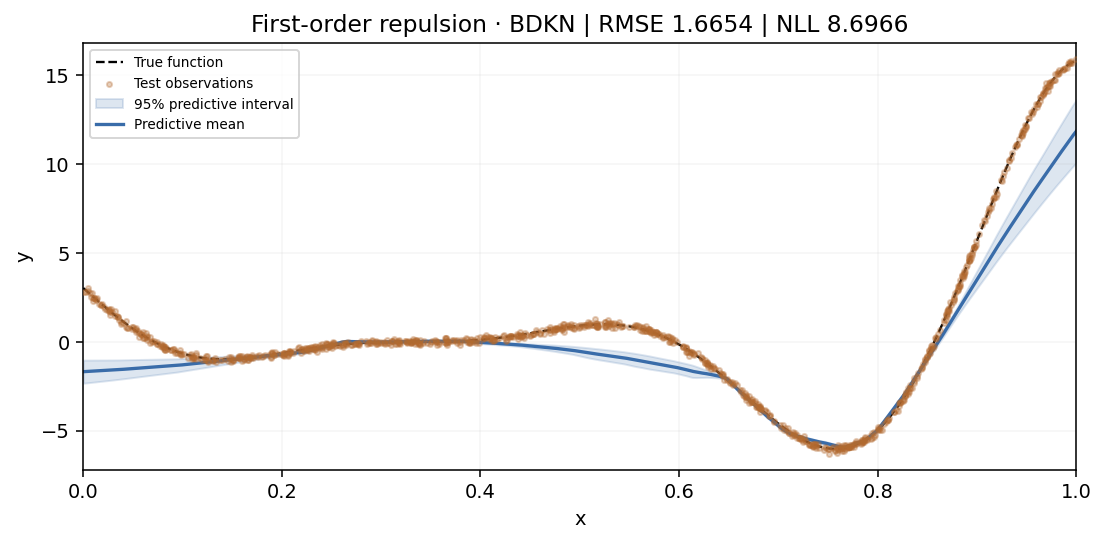 First-order repulsion · BDKN | RMSE 1.6654 | NLL 8.6966
True function
Test observations
95% predictive interval
Predictive mean
15
10
5
0
−5
y
0.0 0.2 0.4 0.6 0.8 1.0
x